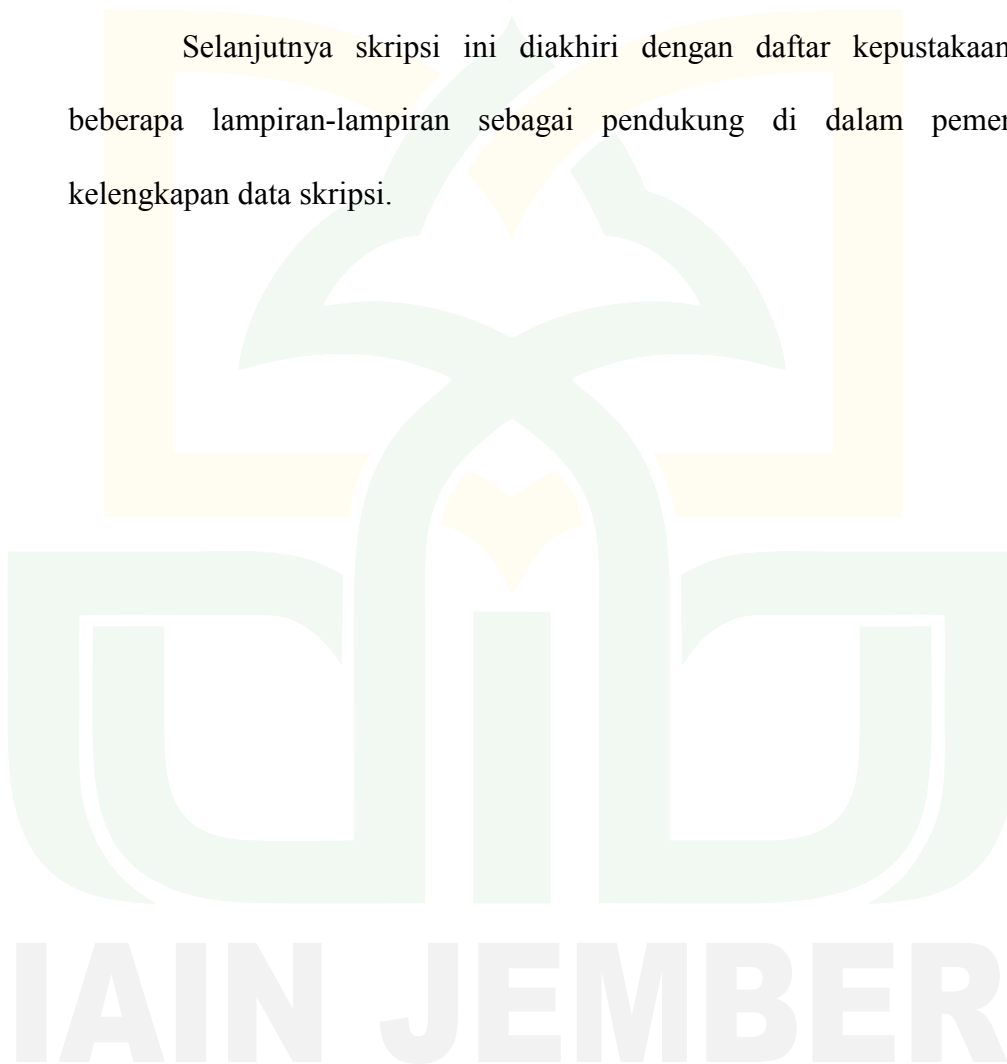 Selanjutnya skripsi ini diakhiri dengan daftar kepustakaan
beberapa lampiran-lampiran sebagai pendukung di dalam
kelengkapan data skripsi.
IAIN JEMBER